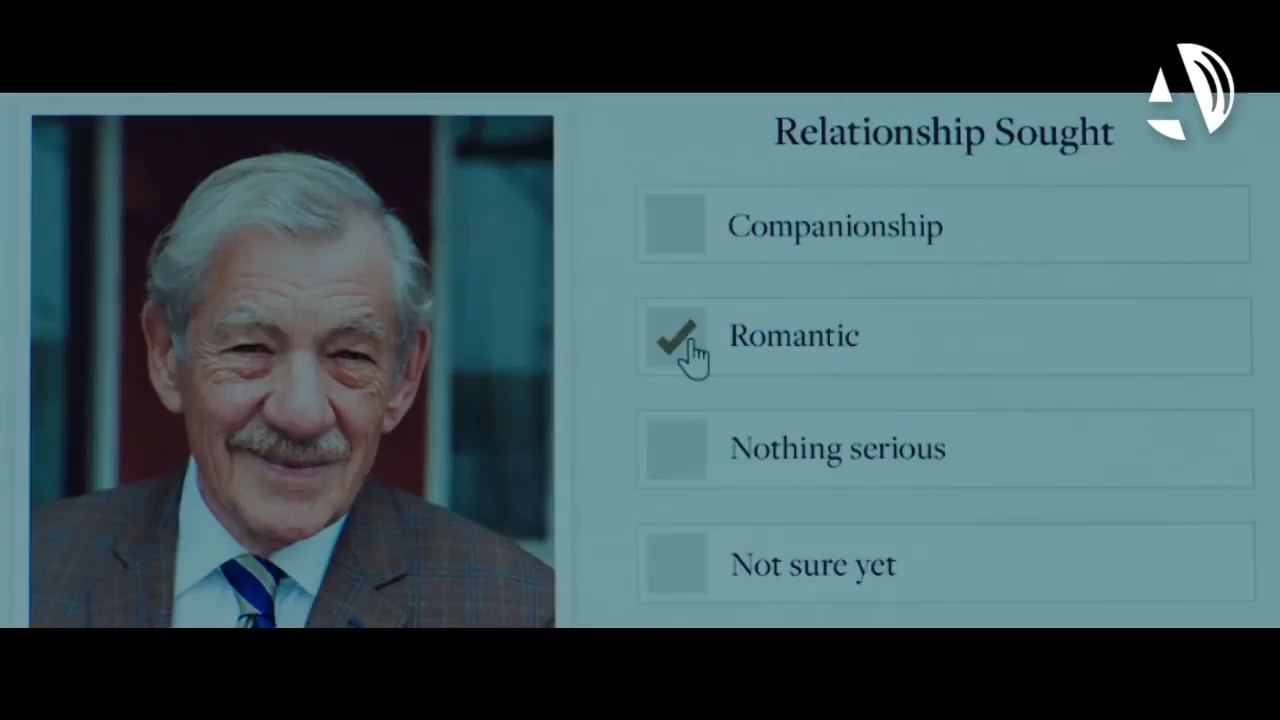 Relationship Sought
Companionship
Romantic
Nothing serious
Not sure yet